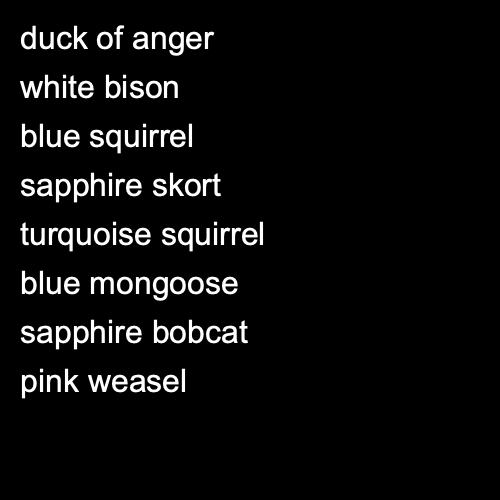 duck of anger
white bison
blue squirrel
sapphire skort
turquoise squirrel
blue mongoose
sapphire bobcat
pink weasel